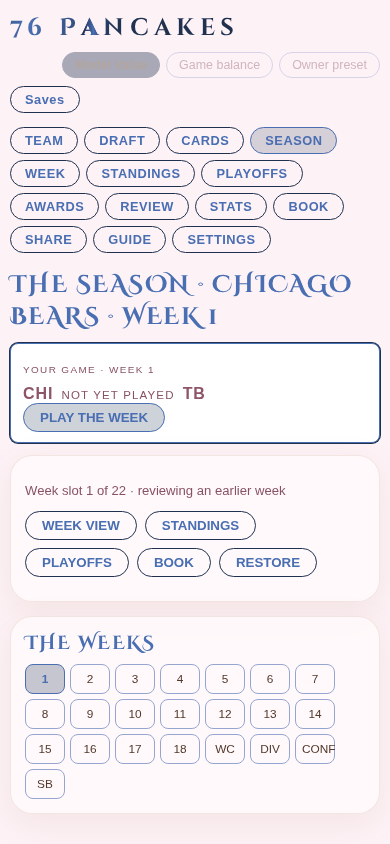 76 PANCAKES
Game balance Owner preset
Saves
TEAM DRAFT CARDS SEASON
WEEK STANDINGS PLAYOFFS
AWARDS REVIEW STATS BOOK
SHARE GUIDE SETTINGS
THE SEASON · CHICAGO
BEARS · WEEK 1
YOUR GAME · WEEK 1
CHI NOT YET PLAYED TB
PLAY THE WEEK
Week slot 1 of 22 · reviewing an earlier week
WEEK VIEW STANDINGS
PLAYOFFS BOOK RESTORE
THE WEEKS
1 2 3 4 5 6 7
8 9 10 11 12 13 14
15 16 17 18 WC DIV CONF
SB